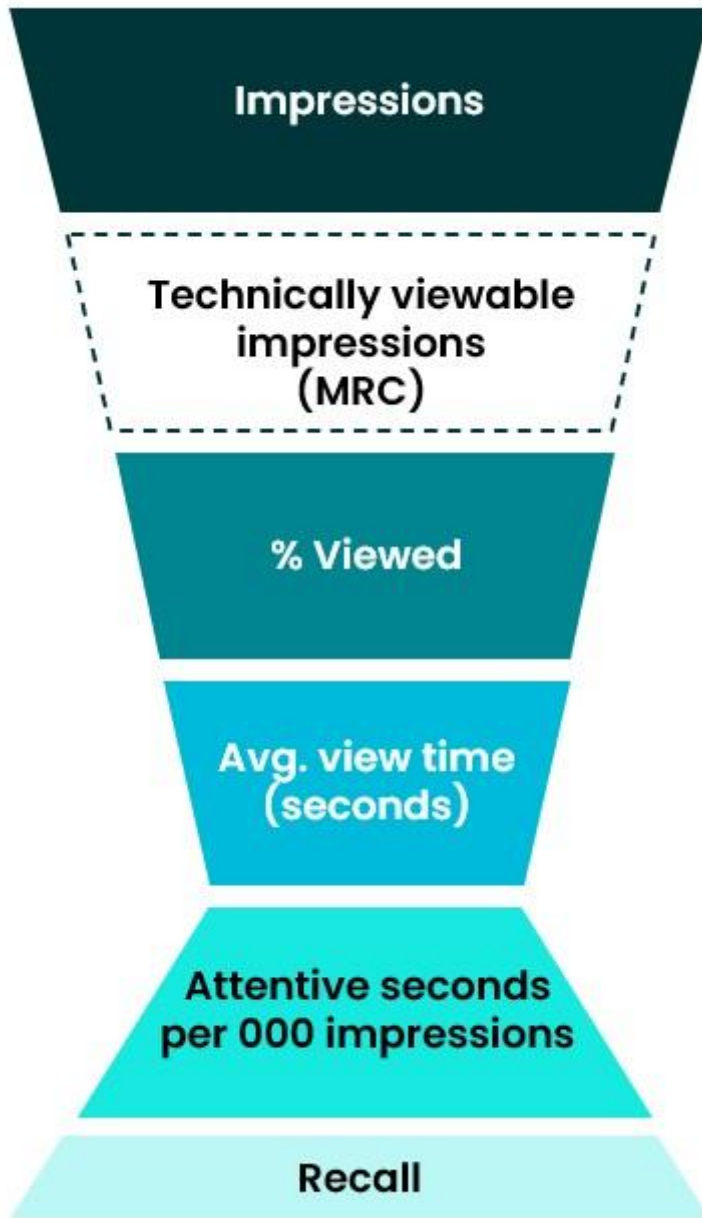 Impressions
Technically viewable
impressions
(MRC)
% Viewed
Avg. view time
(seconds)
Attentive seconds
per 000 impressions
Recall